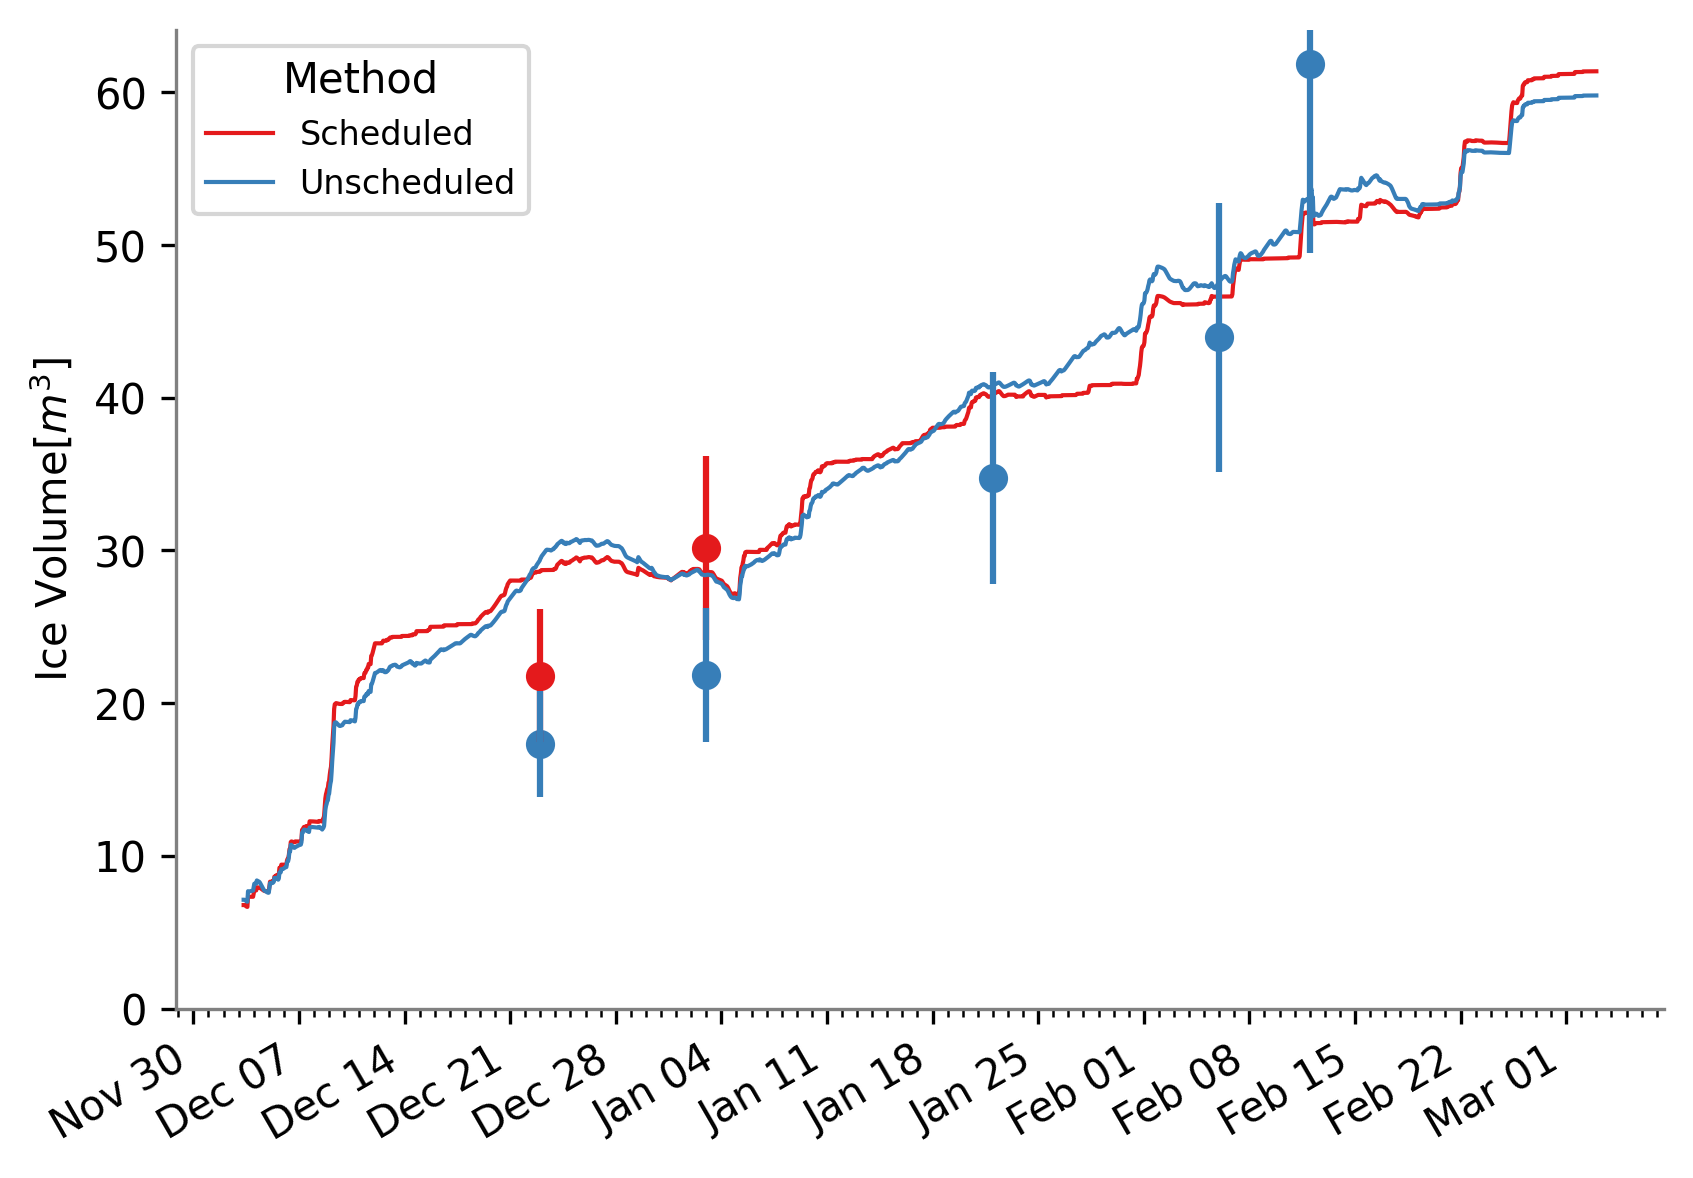 Method
Scheduled
Unscheduled
Ice Volume[m³]
60
50
40
30
20
10
0
Nov 30
Dec 07
Dec 14
Dec 21
Dec 28
Jan 04
Jan 11
Jan 18
Jan 25
Feb 01
Feb 08
Feb 15
Feb 22
Mar 01